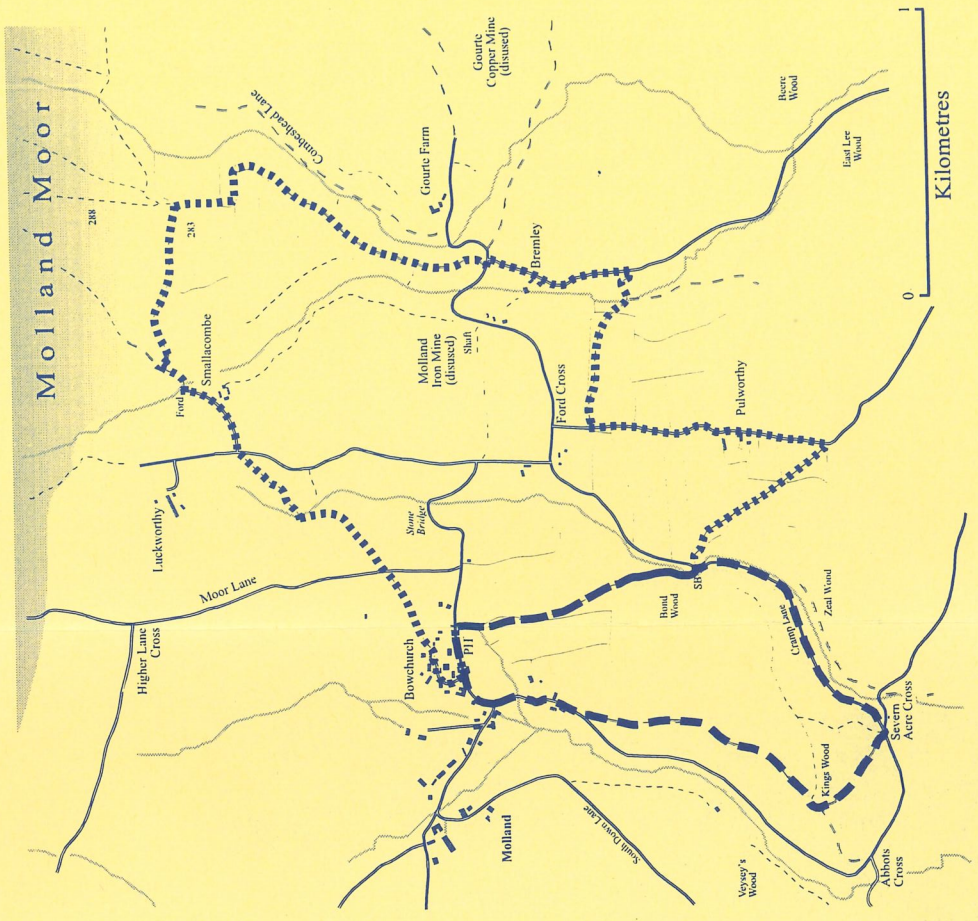 Molland Moor
288
283
Combeshead Lane
Gourte
Copper Mine
(disused)
Gourte Farm
Beere
Wood
East Lee
Wood
1
Kilometres
0
Bremley
Smallacombe
Ford
Molland
Iron Mine
(disused)
Shaft
Ford Cross
Pulworthy
Luckworthy
Stone
Bridge
Moor Lane
Higher Lane
Cross
Bowchurch
PH
Bond
Wood
SB
Cramp Lane
Zeal Wood
Severn
Acre Cross
Kings Wood
Molland
South Down Lane
Veysey's
Wood
Abbots
Cross